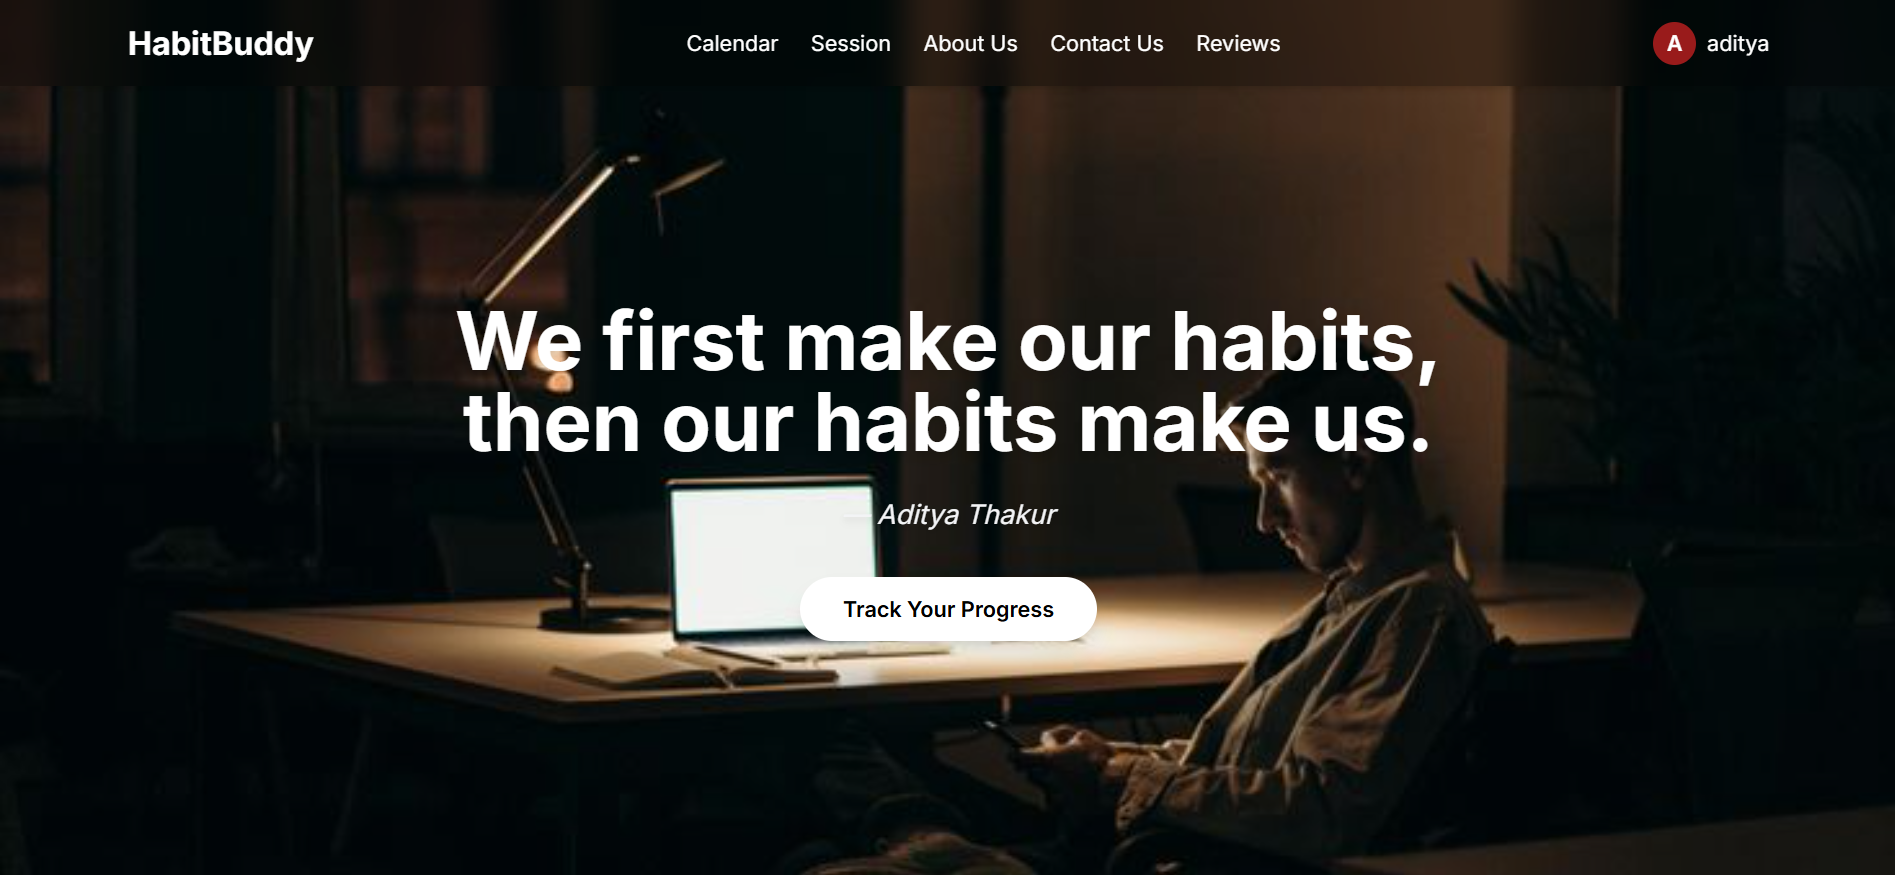 HabitBuddy
Calendar
Session
About Us
Contact Us
Reviews
A
aditya
We first make our habits,
then our habits make us.
— Aditya Thakur
Track Your Progress